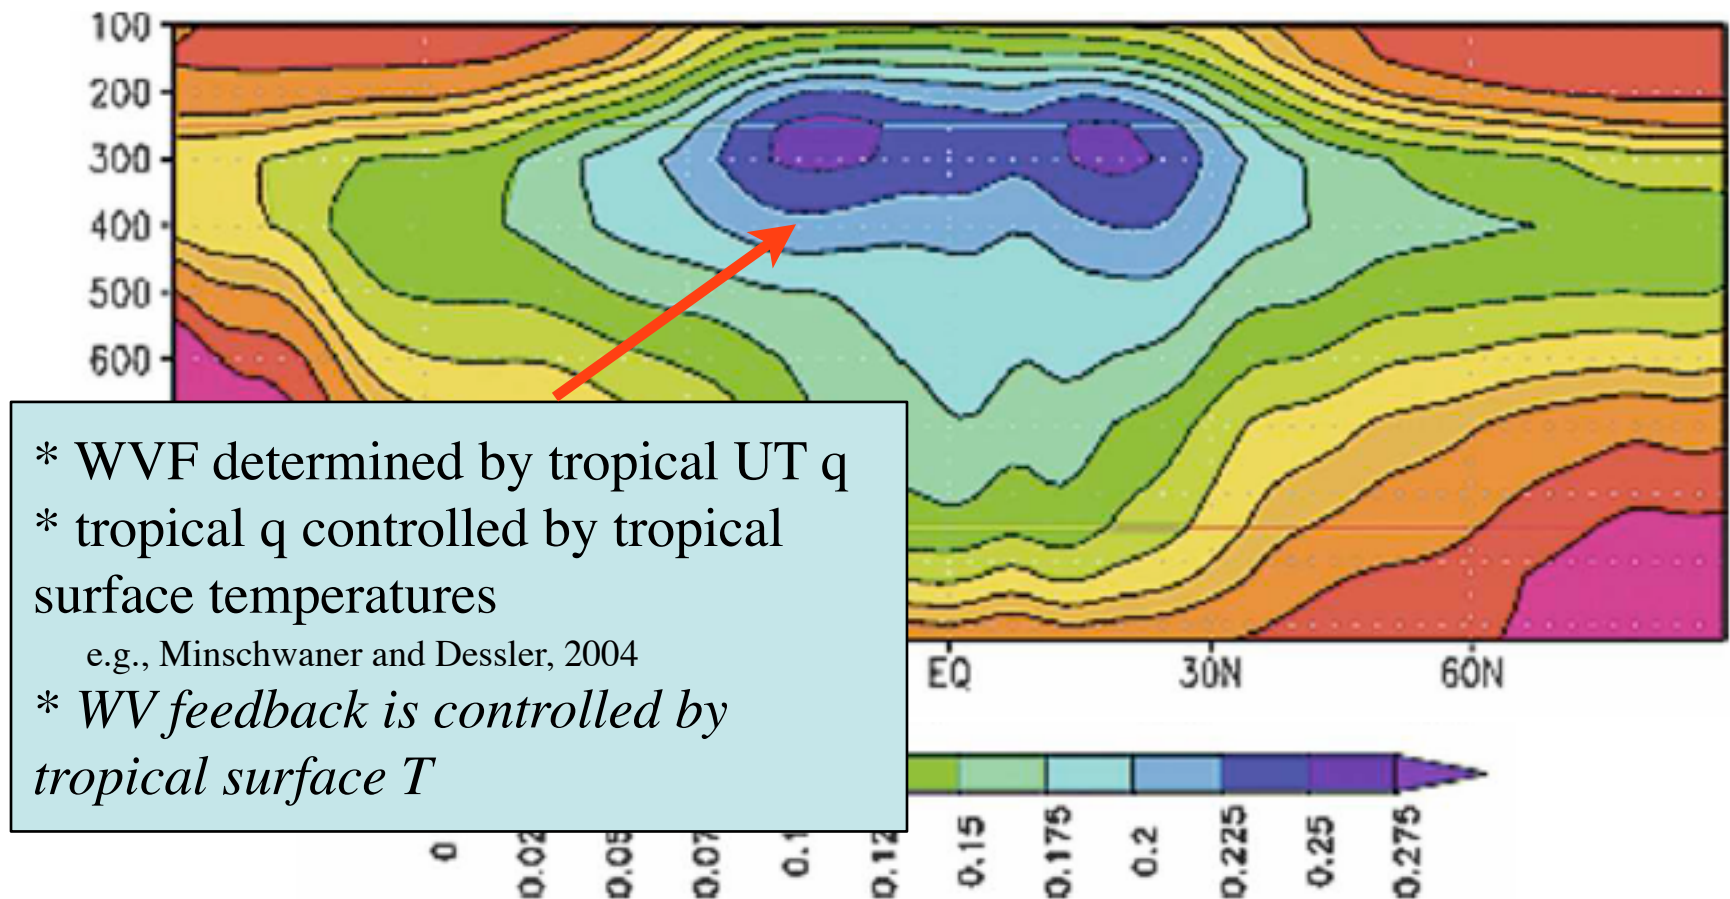 100
200
300
400
500
600
* WVF determined by tropical UT q
* tropical q controlled by tropical
surface temperatures
e.g., Minschwaner and Dessler, 2004
* WV feedback is controlled by
tropical surface T
EQ 30N 60N
0 0.02 0.05 0.07 0.1 0.12 0.15 0.175 0.2 0.225 0.25 0.275